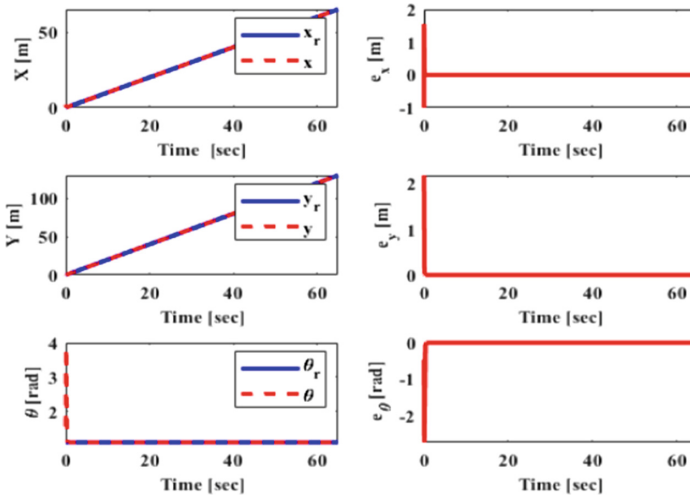 X [m]
50
0
x_r
x
0 20 40 60
Time [sec]
e_x [m]
2
1
0
-1
0 20 40 60
Time [sec]
Y [m]
100
50
0
y_r
y
0 20 40 60
Time [sec]
e_y [m]
2
1
0
0 20 40 60
Time [sec]
θ [rad]
4
3
2
θ_r
θ
0 20 40 60
Time [sec]
e_θ [rad]
0
-1
-2
0 20 40 60
Time [sec]